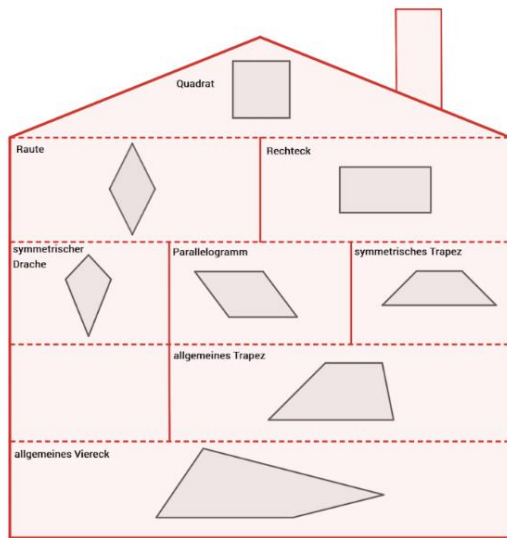 Quadrat
Raute
Rechteck
symmetrischer
Drache
Parallelogramm
symmetrisches Trapez
allgemeines Trapez
allgemeines Viereck